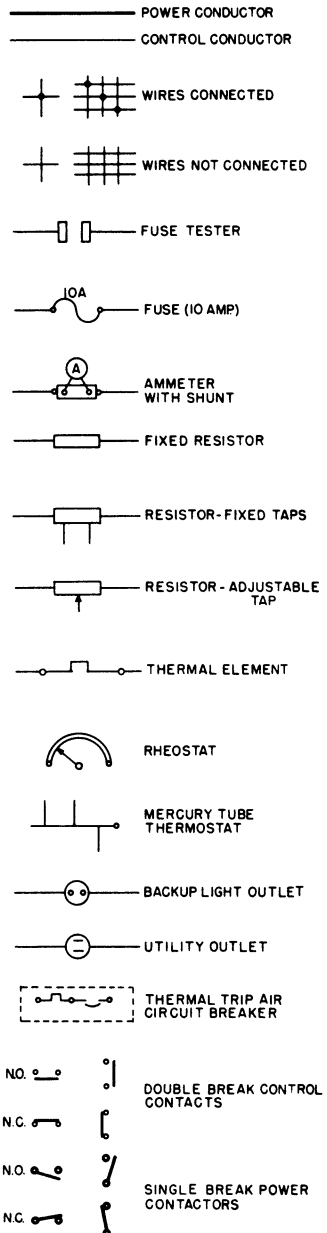 POWER CONDUCTOR
CONTROL CONDUCTOR
WIRES CONNECTED
WIRES NOT CONNECTED
FUSE TESTER
10A
FUSE (10 AMP.)
A
AMMETER
WITH SHUNT
FIXED RESISTOR
RESISTOR-FIXED TAPS
RESISTOR-ADJUSTABLE
TAP
THERMAL ELEMENT
RHEOSTAT
MERCURY TUBE
THERMOSTAT
BACKUP LIGHT OUTLET
UTILITY OUTLET
THERMAL TRIP AIR
CIRCUIT BREAKER
N.O.
DOUBLE BREAK CONTROL
CONTACTS
N.C.
N.O.
SINGLE BREAK POWER
CONTACTORS
N.C.